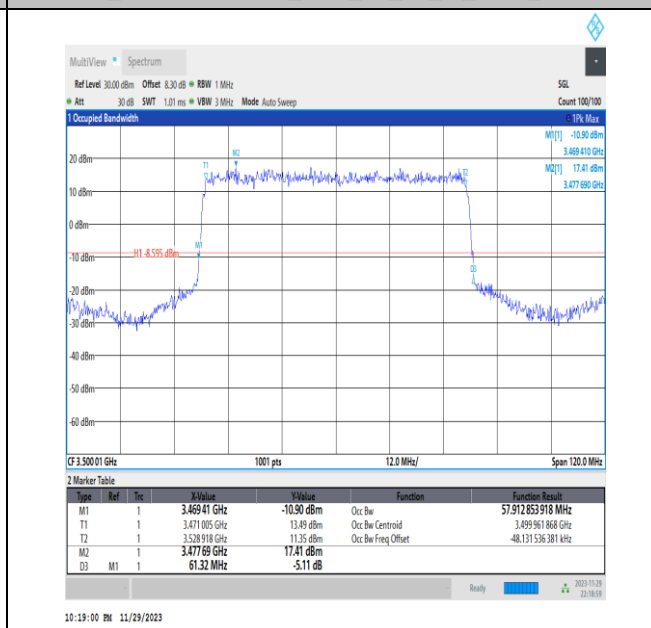 MultiView Spectrum
Ref Level 30.00 dBm Offset 8.30 dB RBW 1 MHz SGL
Att 30 dB SWT 1.01 ms VBW 3 MHz Mode Auto Sweep Count 100/100
1 Occupied Bandwidth 1Pk Max
M1[1] -10.90 dBm
3.469 410 GHz
M2[1] 17.41 dBm
3.477 690 GHz
20 dBm
T1
M2
T2
10 dBm
0 dBm
M1
H1 -8.595 dBm
-10 dBm
D3
-20 dBm
-30 dBm
-40 dBm
-50 dBm
-60 dBm
CF 3.500 01 GHz 1001 pts 12.0 MHz/ Span 120.0 MHz
2 Marker Table
Type Ref Trc X-Value Y-Value Function Function Result
M1 1 3.469 41 GHz -10.90 dBm Occ Bw 57.912 853 918 MHz
T1 1 3.471 005 GHz 13.49 dBm Occ Bw Centroid 3.499 961 868 GHz
T2 1 3.528 918 GHz 11.35 dBm Occ Bw Freq Offset -48.131 536 381 kHz
M2 1 3.477 69 GHz 17.41 dBm
D3 M1 1 61.32 MHz -5.11 dB
Ready 2023-11-29
22:18:59
10:19:00 PM 11/29/2023